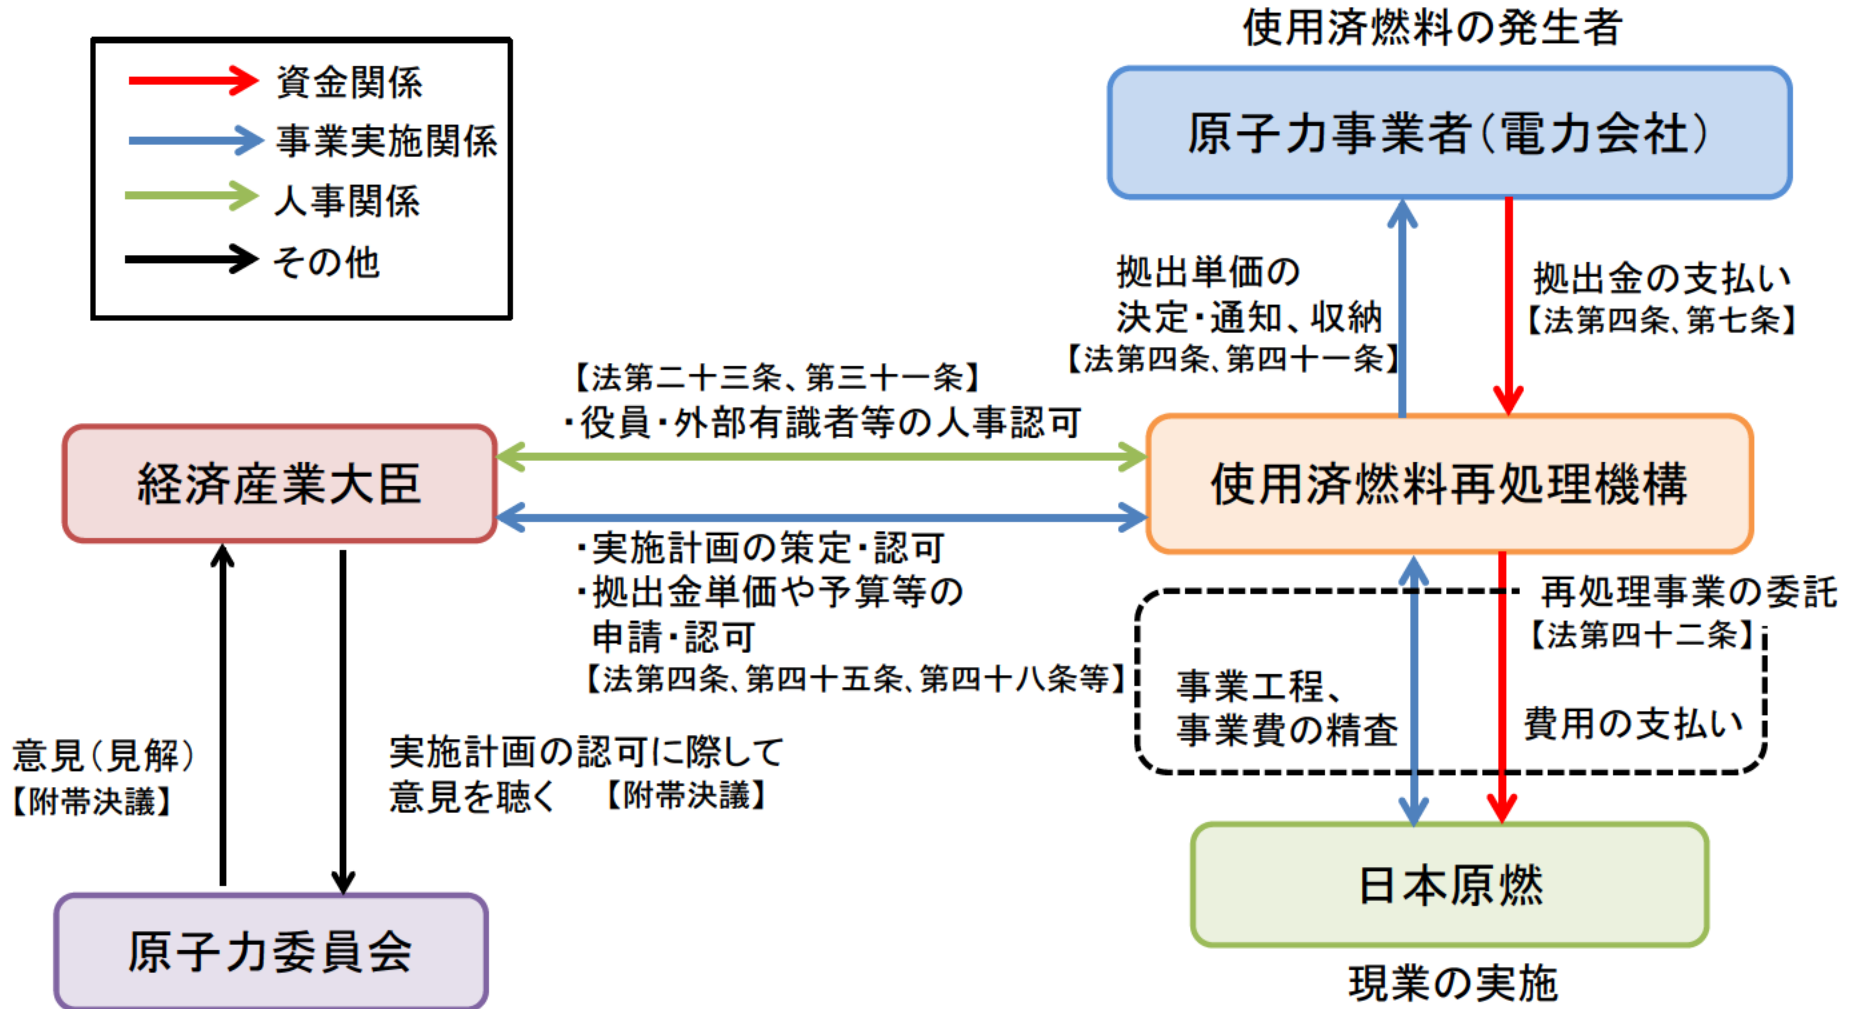 資金関係
事業実施関係
人事関係
その他
使用済燃料の発生者
原子力事業者（電力会社）
拠出単価の
決定・通知、収納
【法第四条、第四十一条】
拠出金の支払い
【法第四条、第七条】
【法第二十三条、第三十一条】
・役員・外部有識者等の人事認可
経済産業大臣
使用済燃料再処理機構
・実施計画の策定・認可
・拠出金単価や予算等の
申請・認可
【法第四条、第四十五条、第四十八条等】
再処理事業の委託
【法第四十二条】
事業工程、
事業費の精査
費用の支払い
意見（見解）
【附帯決議】
実施計画の認可に際して
意見を聴く　【附帯決議】
原子力委員会
日本原燃
現業の実施